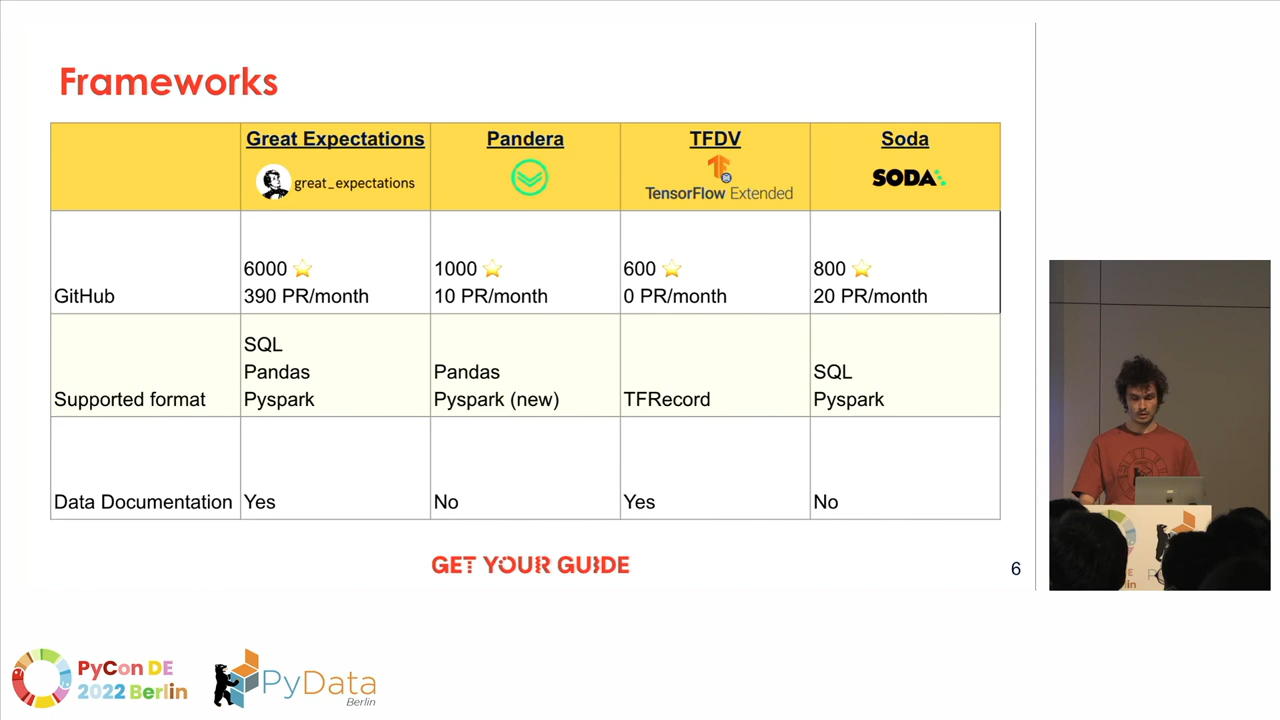 Frameworks
Great Expectations
Pandera
TFDV
Soda
great_expectations
TensorFlow Extended
SODA
GitHub
6000 ⭐
390 PR/month
1000 ⭐
10 PR/month
600 ⭐
0 PR/month
800 ⭐
20 PR/month
Supported format
SQL
Pandas
Pyspark
Pandas
Pyspark (new)
TFRecord
SQL
Pyspark
Data Documentation
Yes
No
Yes
No
GET YOUR GUIDE
6
PyCon DE
2022 Berlin
PyData
Berlin